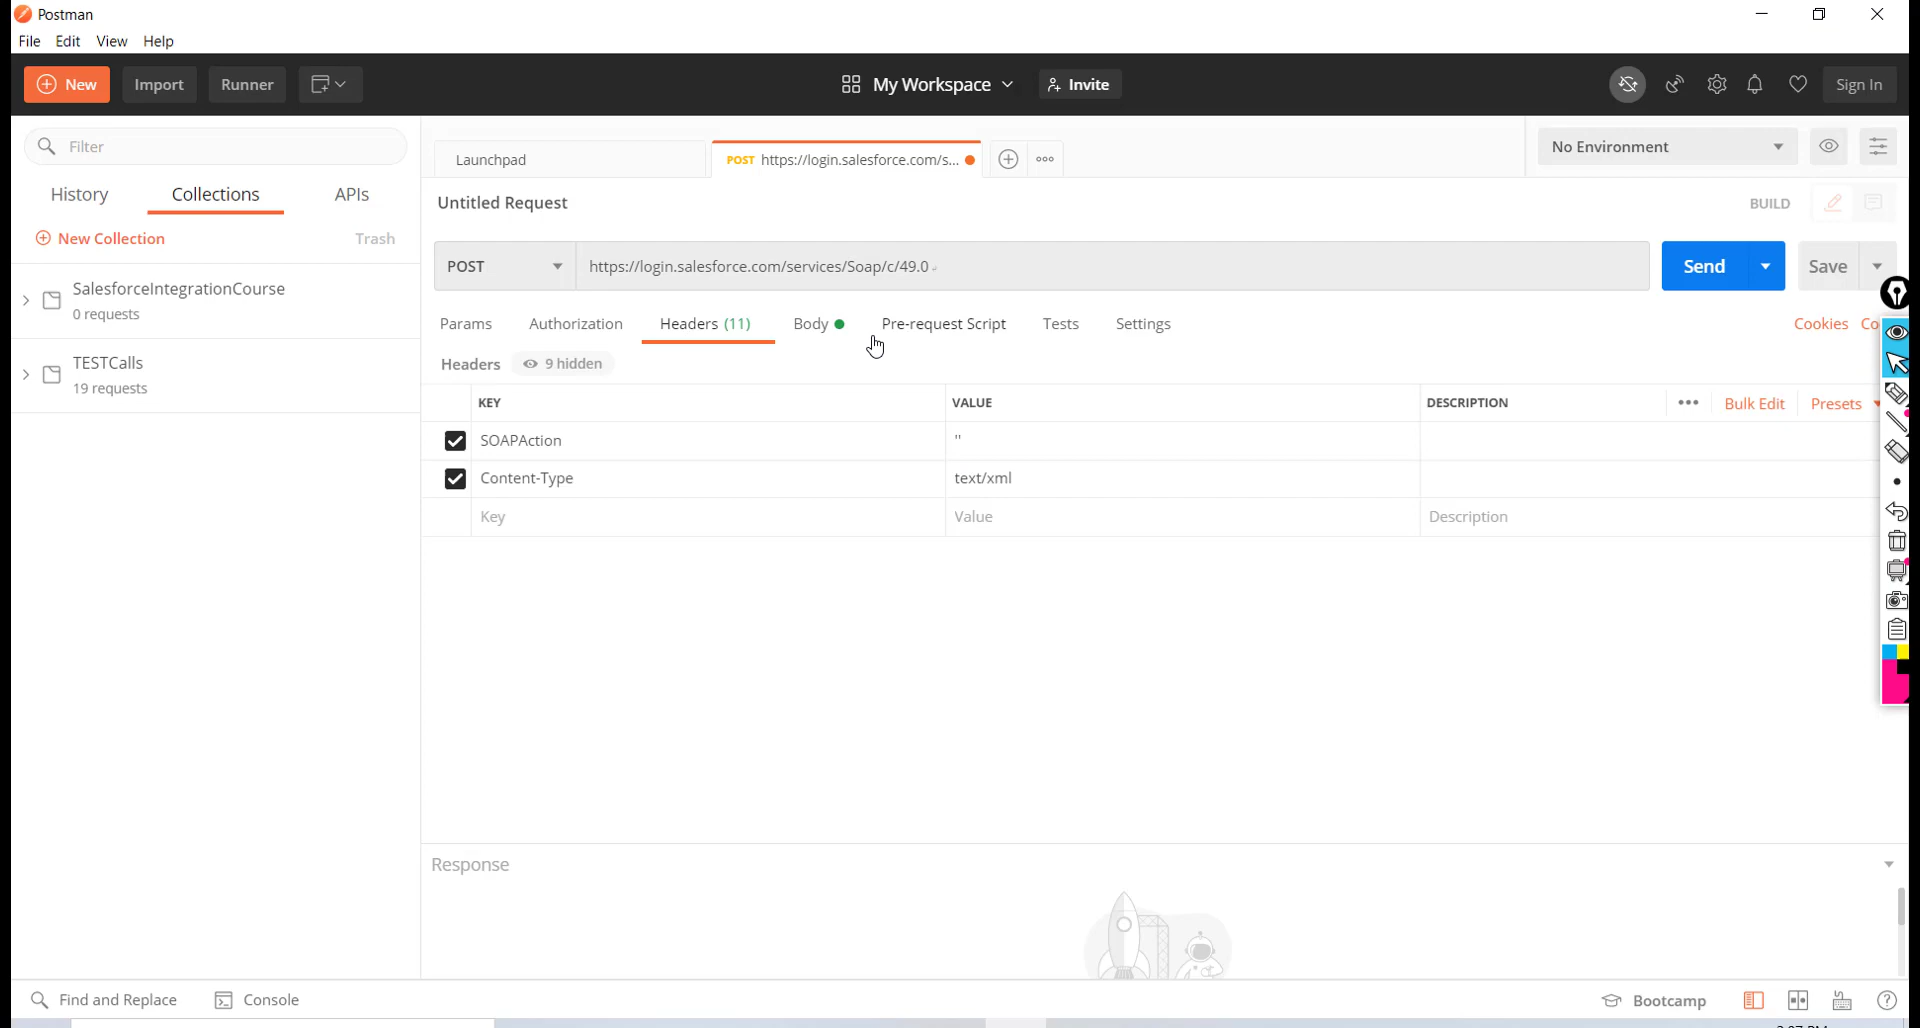 Postman
File Edit View Help
New Import Runner My Workspace Invite Sign In
Filter
History Collections APIs
New Collection Trash
SalesforceIntegrationCourse
0 requests
TESTCalls
19 requests
Launchpad POST https://login.salesforce.com/s... No Environment
Untitled Request BUILD
POST https://login.salesforce.com/services/Soap/c/49.0 Send Save
Params Authorization Headers (11) Body Pre-request Script Tests Settings Cookies Co
Headers 9 hidden
KEY VALUE DESCRIPTION ••• Bulk Edit Presets
SOAPAction ''
Content-Type text/xml
Key Value Description
Response
Find and Replace Console Bootcamp